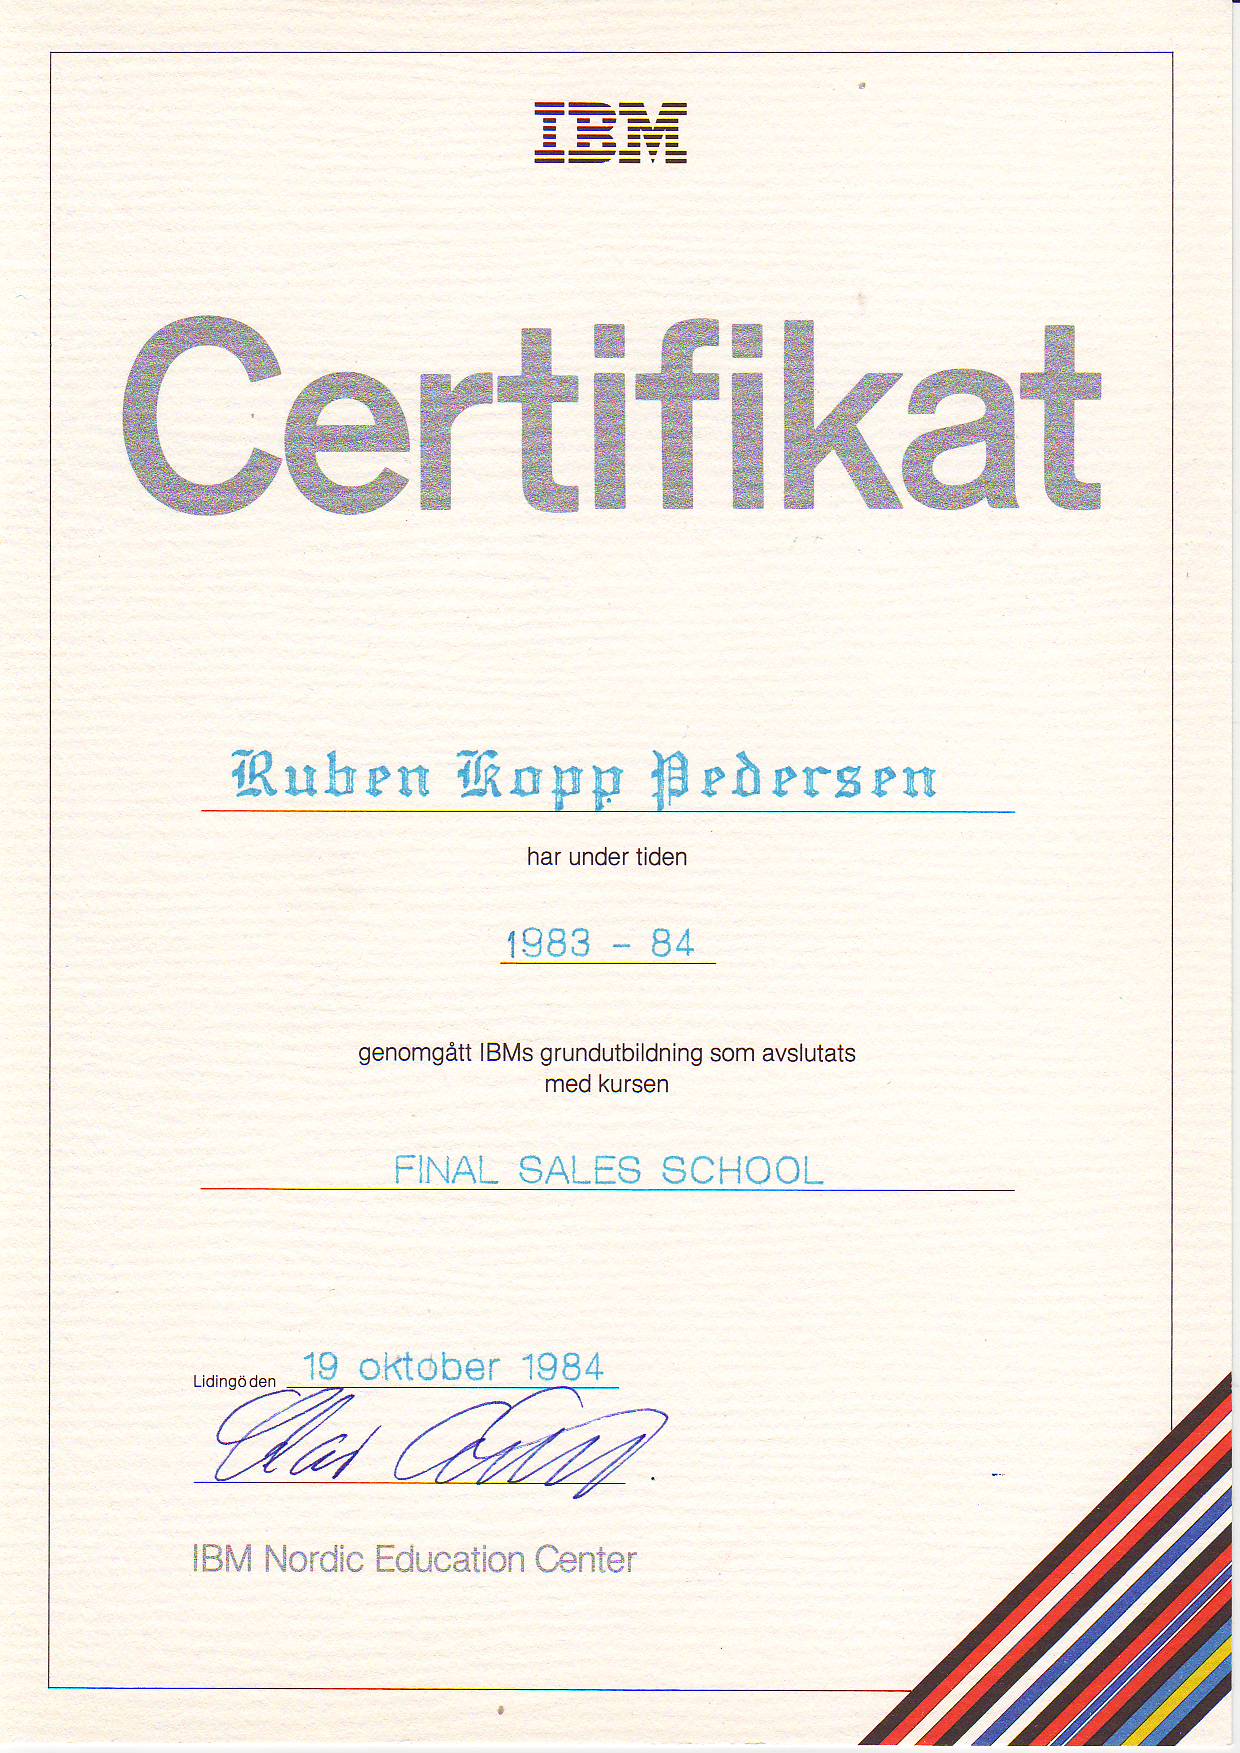 IBM
Certifikat
Ruben Kopp Pedersen
har under tiden
1983 - 84
genomgått IBMs grundutbildning som avslutats
med kursen
FINAL SALES SCHOOL
Lidingö den 19 oktober 1984
IBM Nordic Education Center